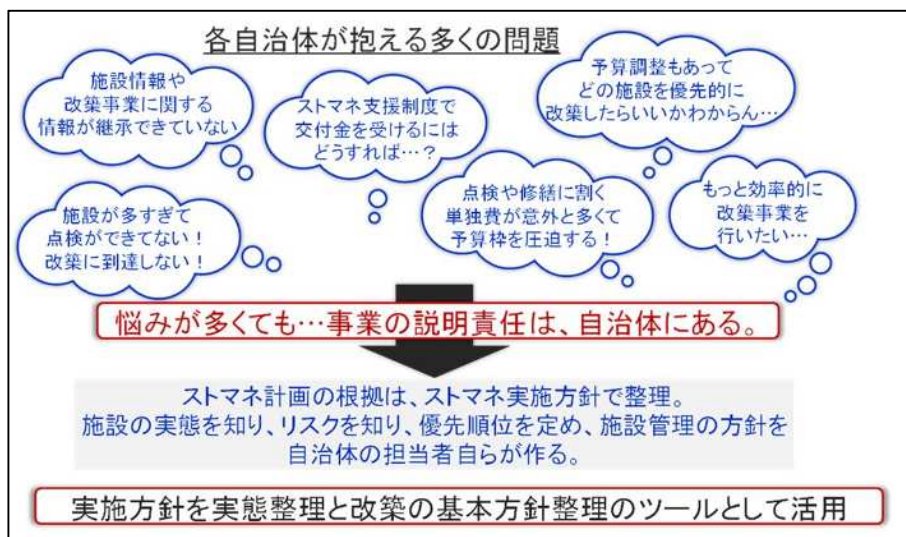 各自治体が抱える多くの問題
施設情報や
改築事業に関する
情報が継承できていない
ストマネ支援制度で
交付金を受けるには
どうすれば…？
予算調整もあって
どの施設を優先的に
改築したらいいかわからん…
施設が多すぎて
点検ができてない！
改築に到達しない！
点検や修繕に割く
単独費が意外と多くて
予算枠を圧迫する！
もっと効率的に
改築事業を
行いたい…
悩みが多くても…事業の説明責任は、自治体にある。
ストマネ計画の根拠は、ストマネ実施方針で整理。
施設の実態を知り、リスクを知り、優先順位を定め、施設管理の方針を
自治体の担当者自らが作る。
実施方針を実態整理と改築の基本方針整理のツールとして活用